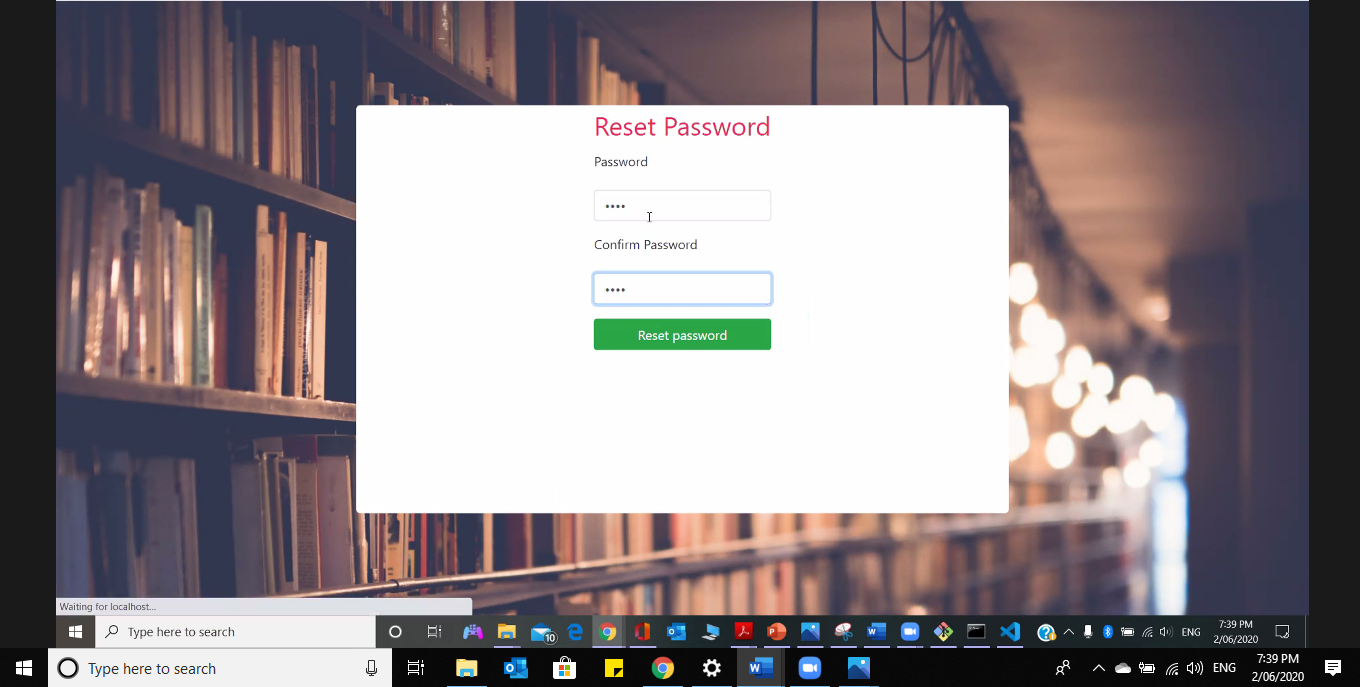 Reset Password
Password
••••
Confirm Password
••••
Reset password
Waiting for localhost...
Type here to search
10
ENG
7:39 PM
2/06/2020
Type here to search
ENG
7:39 PM
2/06/2020